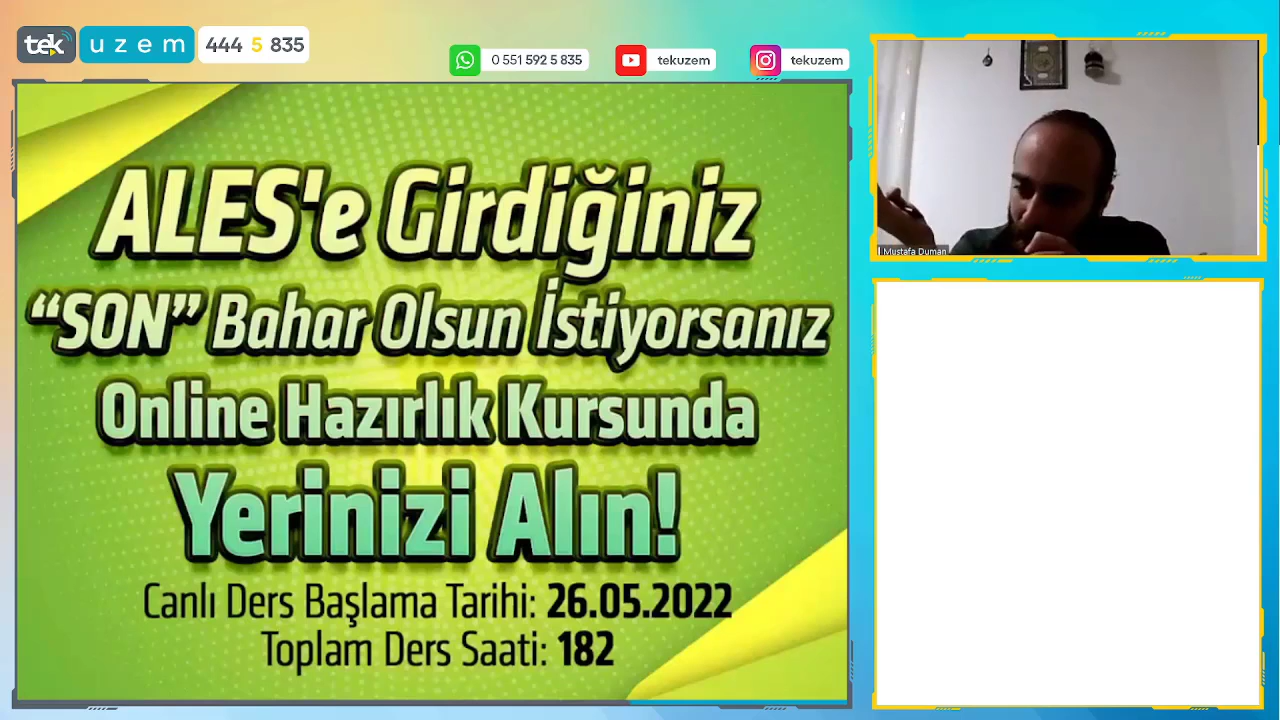 tek
uzem
444 5 835
0 551 592 5 835
tekuzem
tekuzem
ALES'e Girdiğiniz
“SON” Bahar Olsun İstiyorsanız
Online Hazırlık Kursunda
Yerinizi Alın!
Canlı Ders Başlama Tarihi: 26.05.2022
Toplam Ders Saati: 182
Mustafa Duman